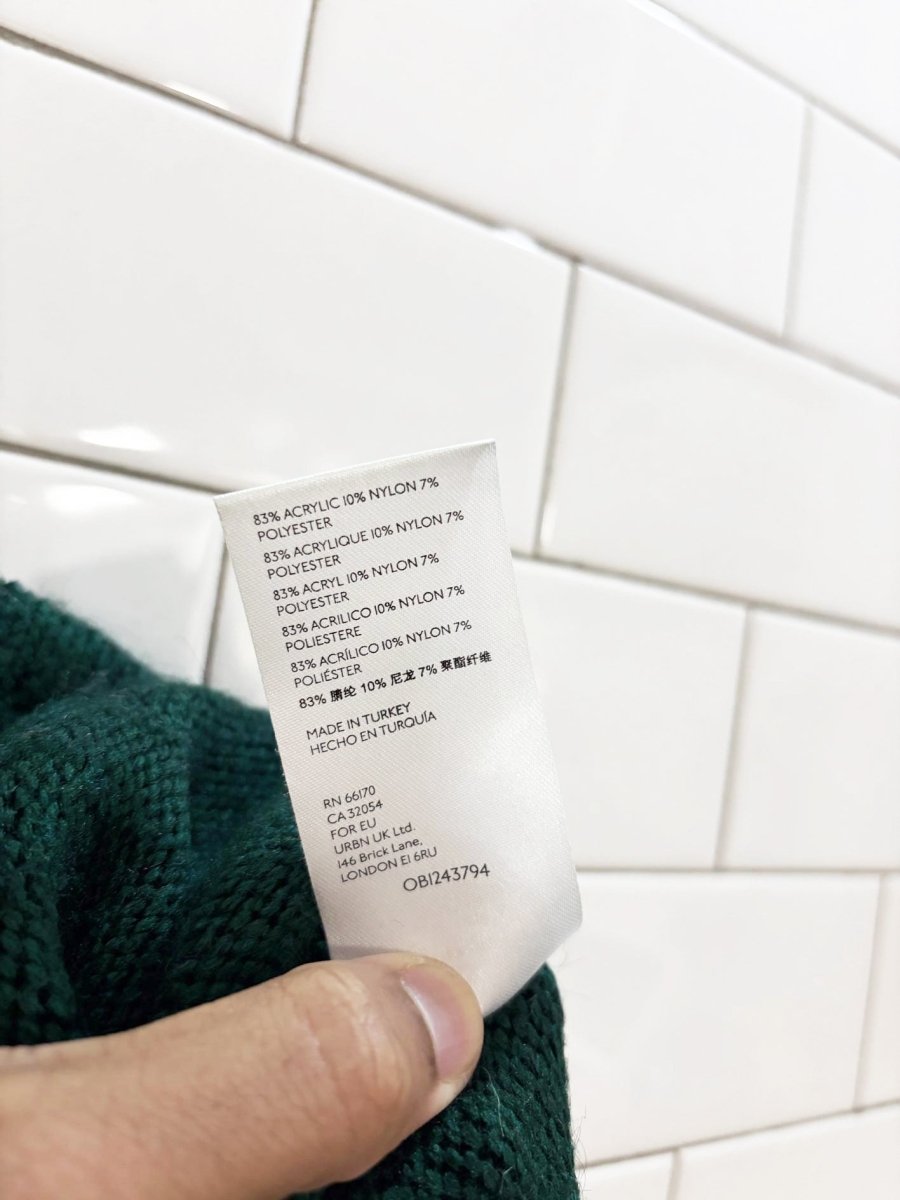 83% ACRYLIC 10% NYLON 7%
POLYESTER
83% ACRYLIQUE 10% NYLON 7%
POLYESTER
83% ACRYL 10% NYLON 7%
POLYESTER
83% ACRILICO 10% NYLON 7%
POLIESTERE
83% ACRÍLICO 10% NYLON 7%
POLIÉSTER
83% 腈纶 10% 尼龙 7% 聚酯纤维
MADE IN TURKEY
HECHO EN TURQUÍA
RN 66170
CA 32054
FOR EU
URBN UK Ltd.
146 Brick Lane,
LONDON E1 6RU
OB1243794